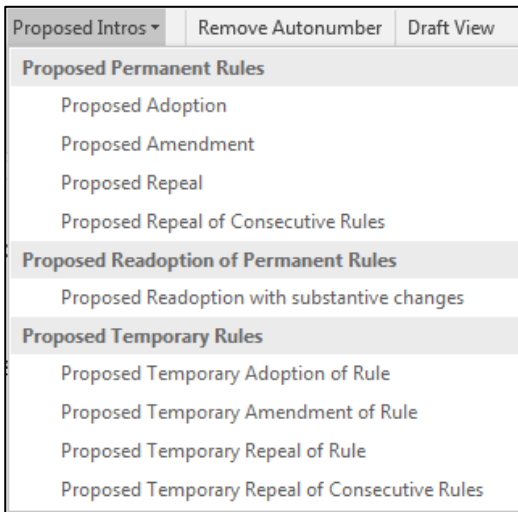 Proposed Intros Remove Autonumber Draft View
Proposed Permanent Rules
Proposed Adoption
Proposed Amendment
Proposed Repeal
Proposed Repeal of Consecutive Rules
Proposed Readoption of Permanent Rules
Proposed Readoption with substantive changes
Proposed Temporary Rules
Proposed Temporary Adoption of Rule
Proposed Temporary Amendment of Rule
Proposed Temporary Repeal of Rule
Proposed Temporary Repeal of Consecutive Rules